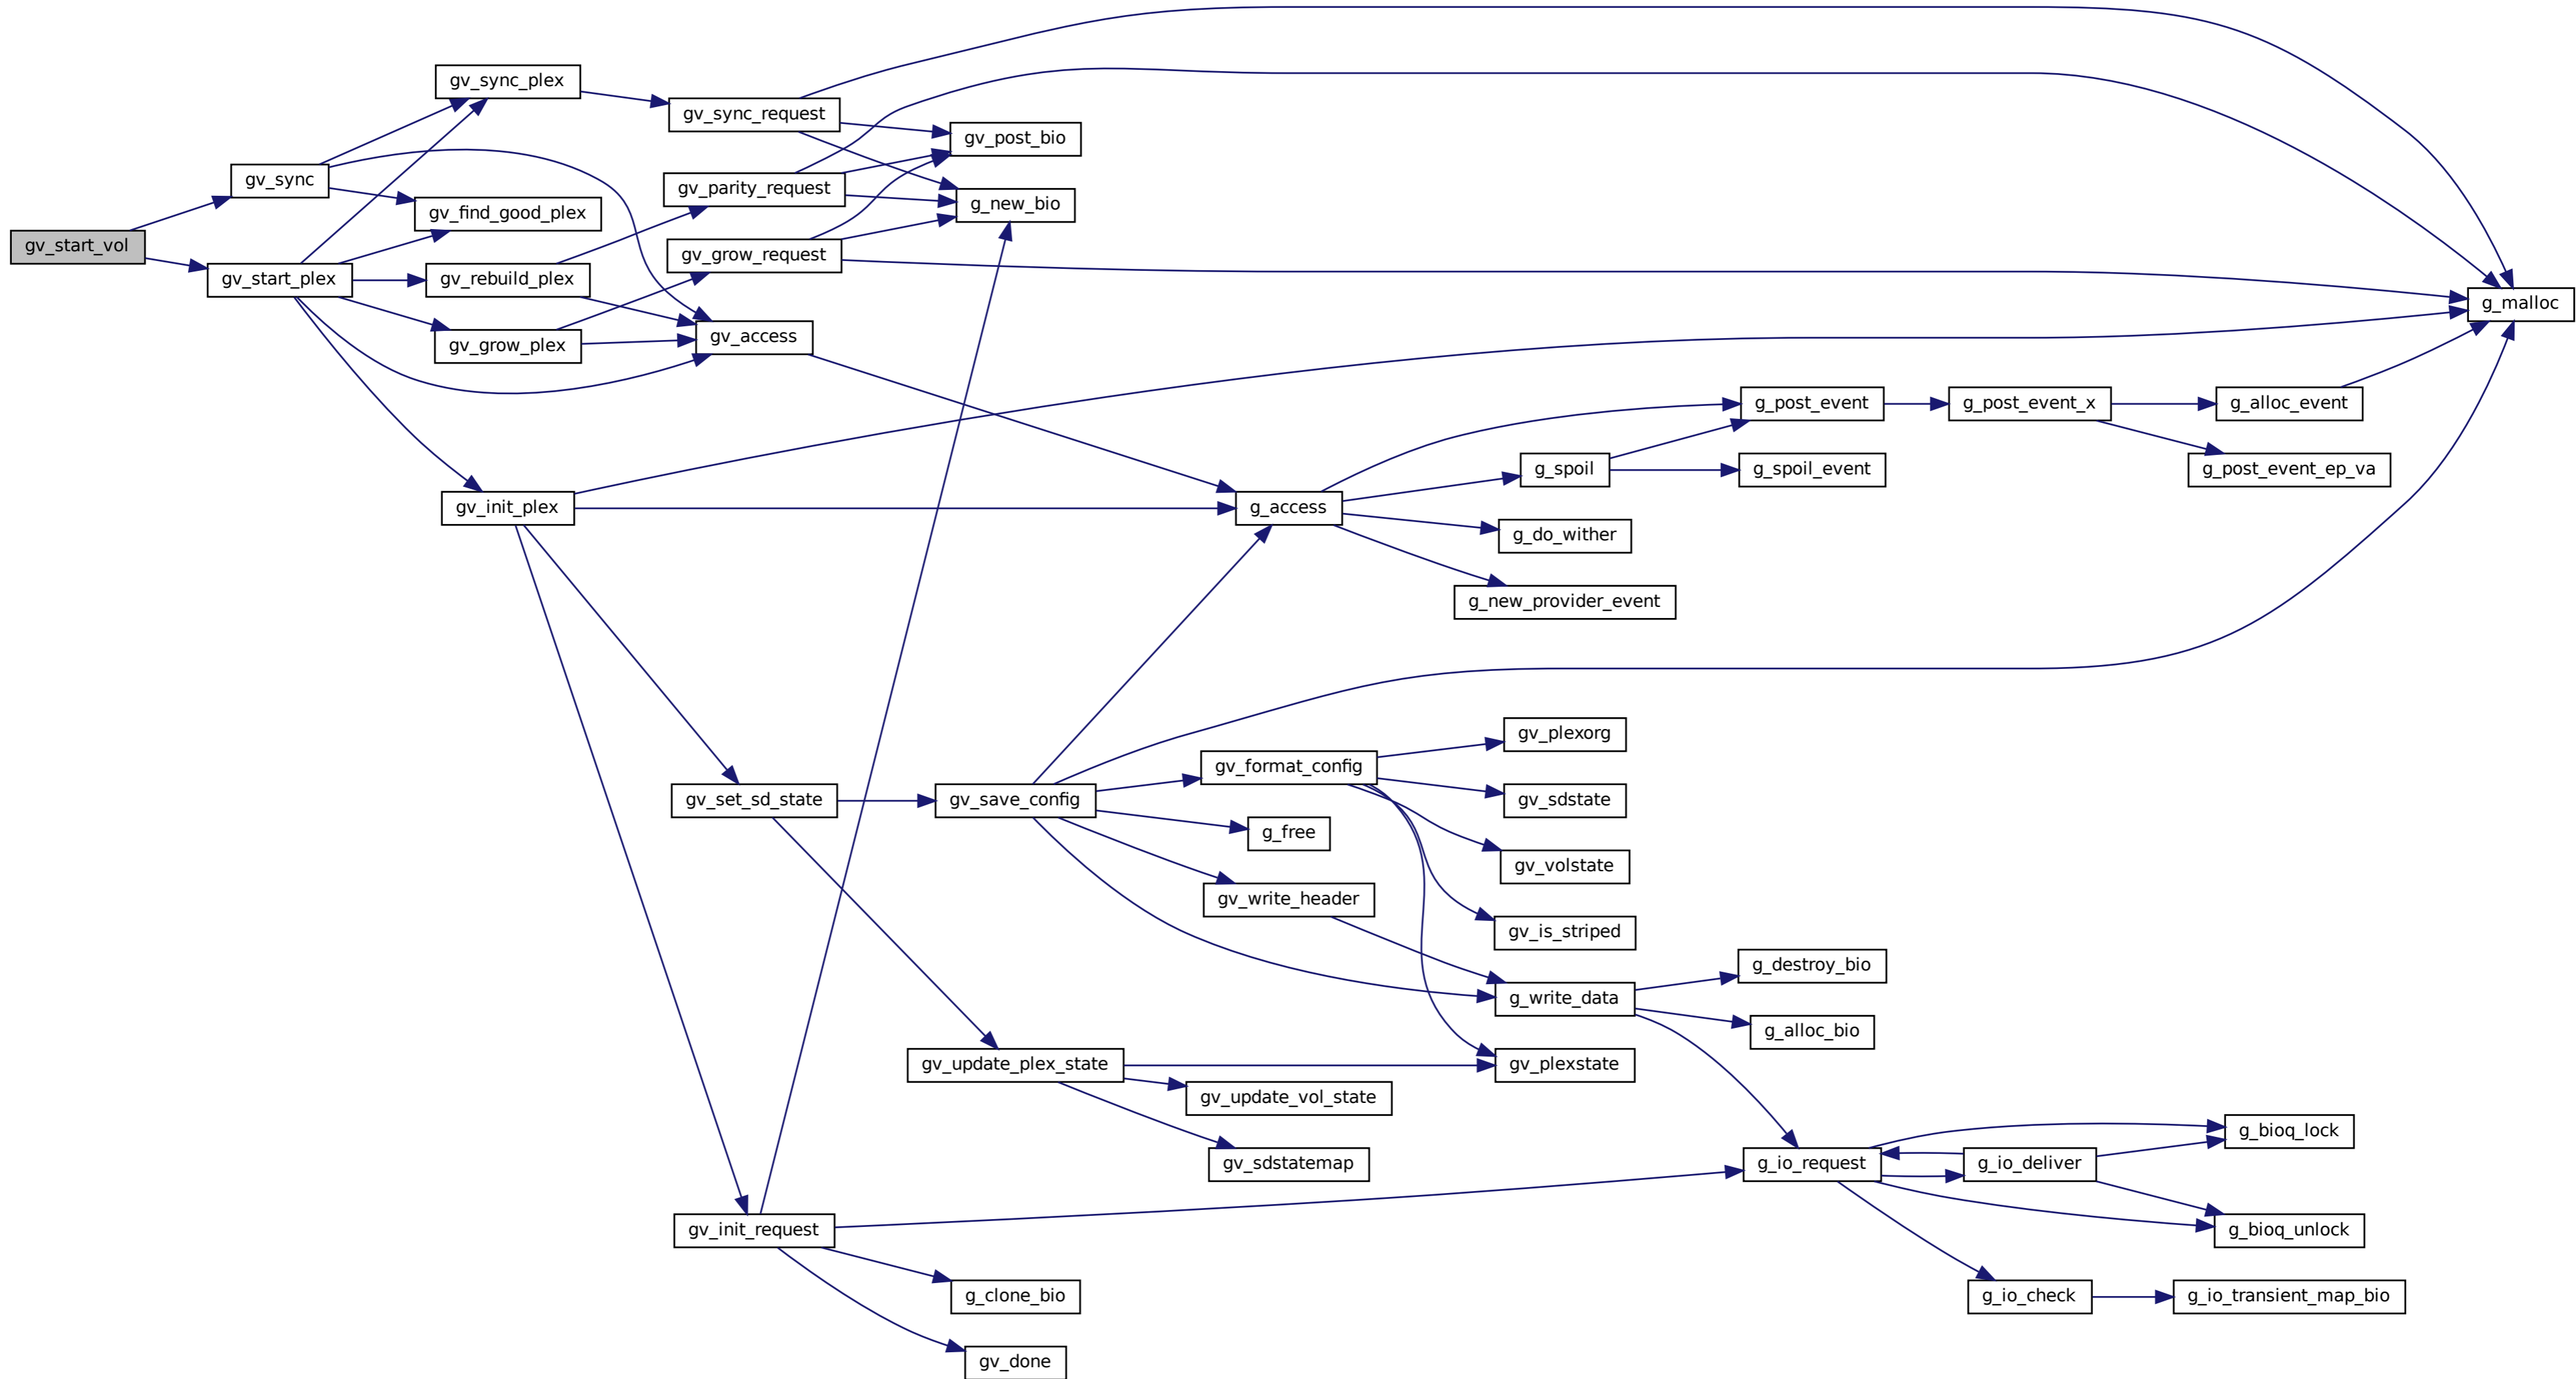 gv_start_vol
gv_sync
gv_start_plex
gv_sync_plex
gv_find_good_plex
gv_rebuild_plex
gv_grow_plex
gv_init_plex
gv_sync_request
gv_parity_request
gv_grow_request
gv_access
gv_set_sd_state
gv_init_request
gv_post_bio
g_new_bio
gv_save_config
gv_update_plex_state
g_clone_bio
gv_done
g_access
gv_format_config
g_free
gv_write_header
gv_update_vol_state
gv_sdstatemap
g_spoil
g_do_wither
g_new_provider_event
gv_plexorg
gv_sdstate
gv_volstate
gv_is_striped
g_write_data
gv_plexstate
g_post_event
g_spoil_event
g_destroy_bio
g_alloc_bio
g_io_request
g_post_event_x
g_io_deliver
g_io_check
g_alloc_event
g_post_event_ep_va
g_bioq_lock
g_bioq_unlock
g_io_transient_map_bio
g_malloc